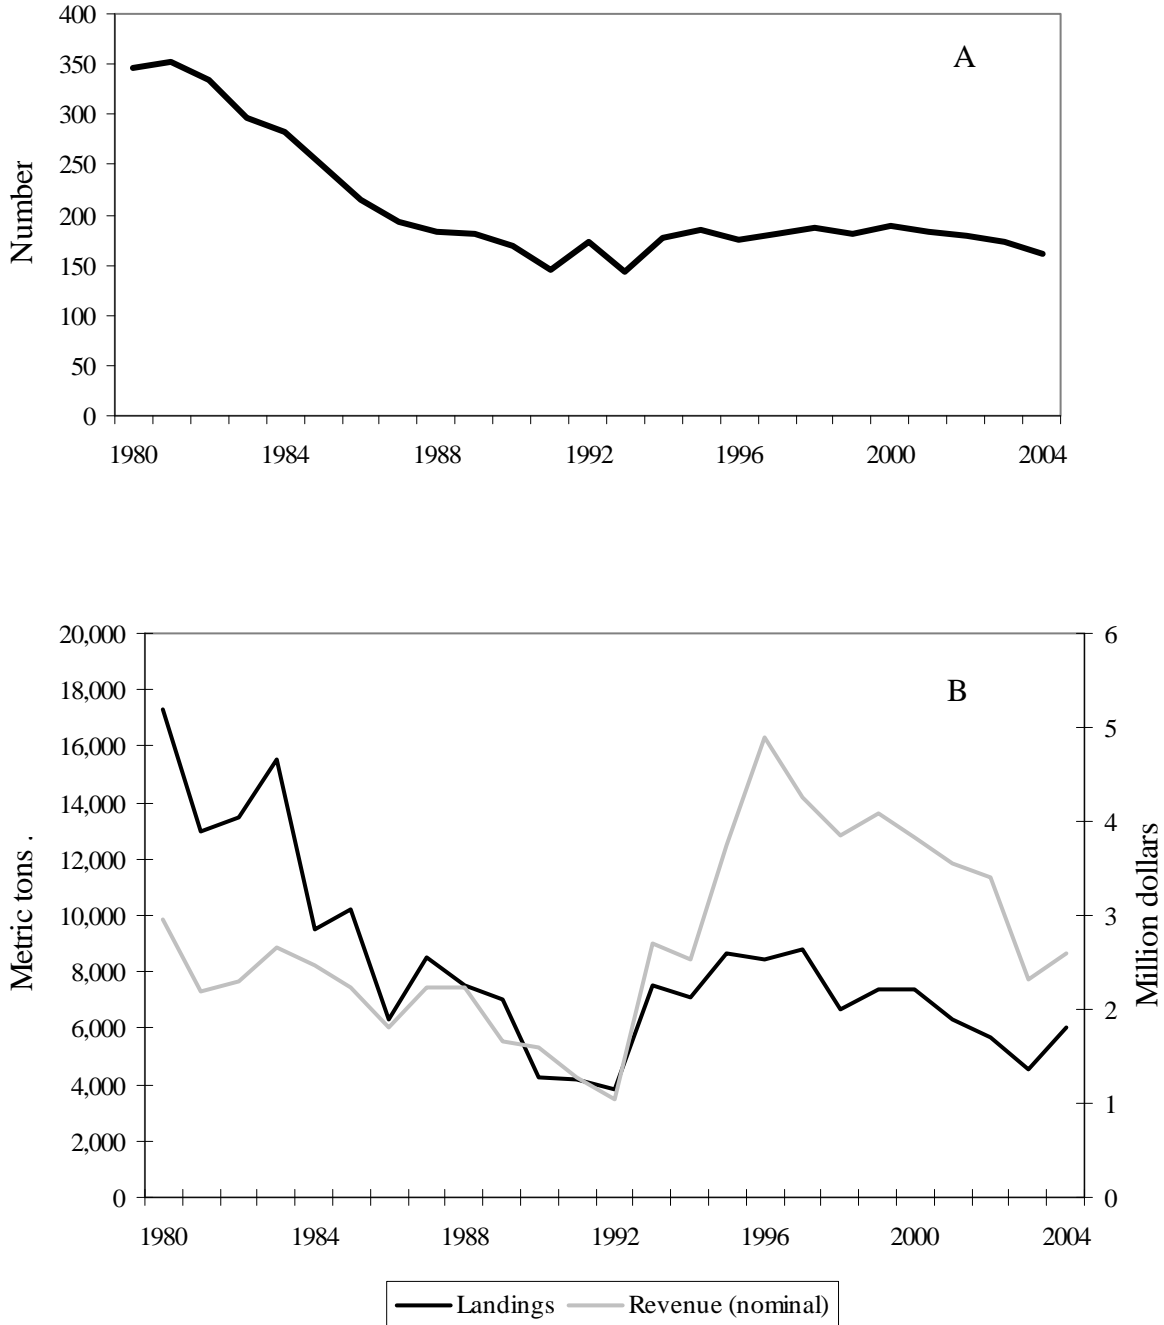 400
A
350
300
250
Number
200
150
100
50
0
1980 1984 1988 1992 1996 2000 2004
20,000 6
18,000 B
5
16,000
14,000
4
12,000
Metric tons .
10,000 3
Million dollars
8,000
2
6,000
4,000
1
2,000
0 0
1980 1984 1988 1992 1996 2000 2004
Landings Revenue (nominal)